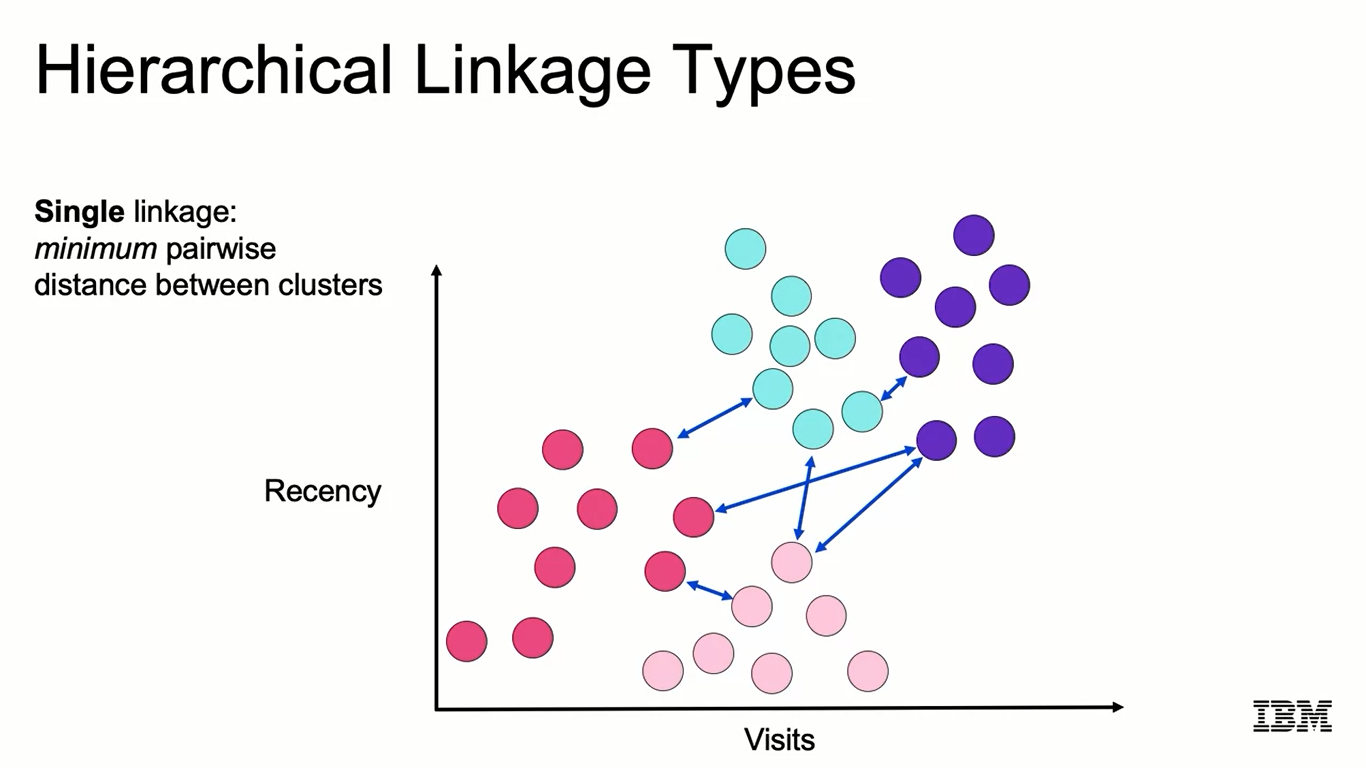 Hierarchical Linkage Types
Single linkage:
minimum pairwise
distance between clusters
Recency
Visits
IBM